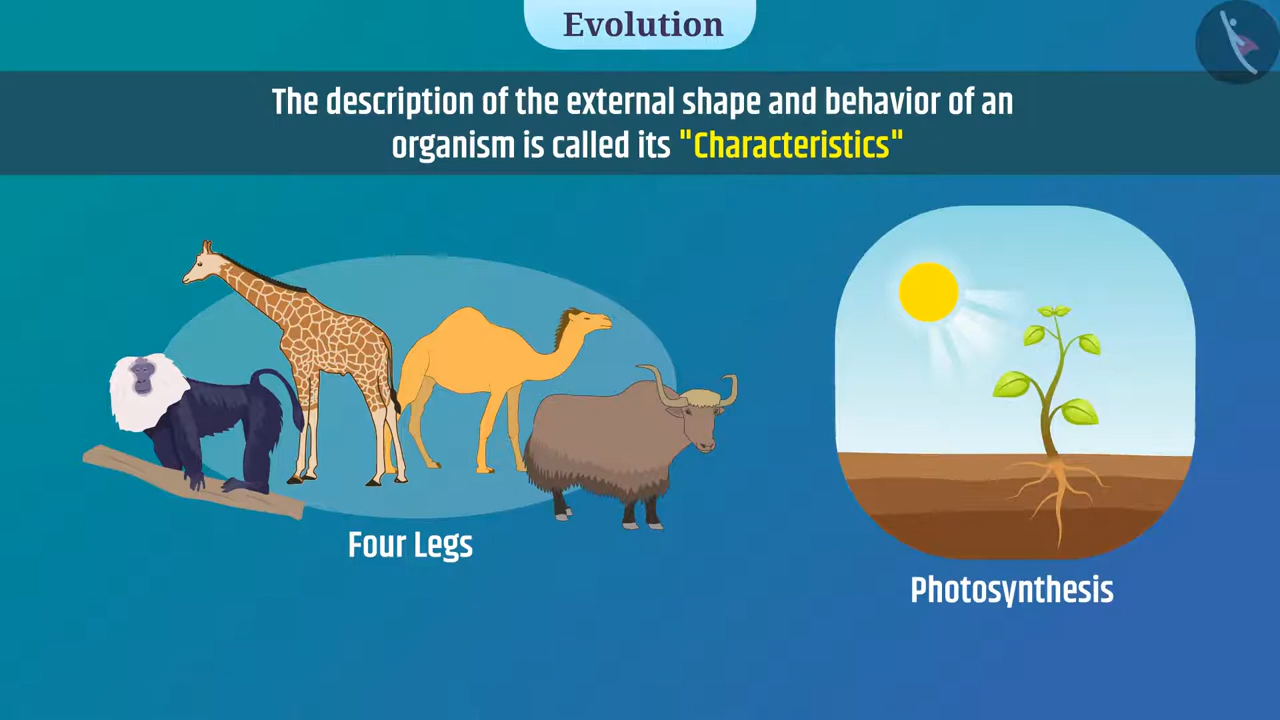 Evolution
The description of the external shape and behavior of an
organism is called its "Characteristics"
Four Legs
Photosynthesis